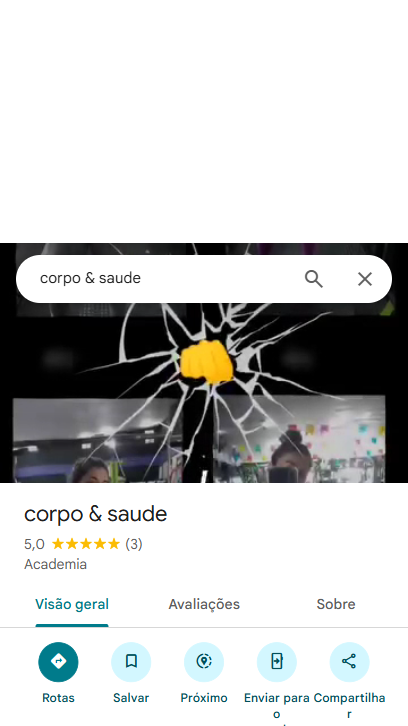 corpo & saude
corpo & saude
5,0 ★★★★★ (3)
Academia
Visão geral Avaliações Sobre
Rotas Salvar Próximo Enviar para o Compartilhar